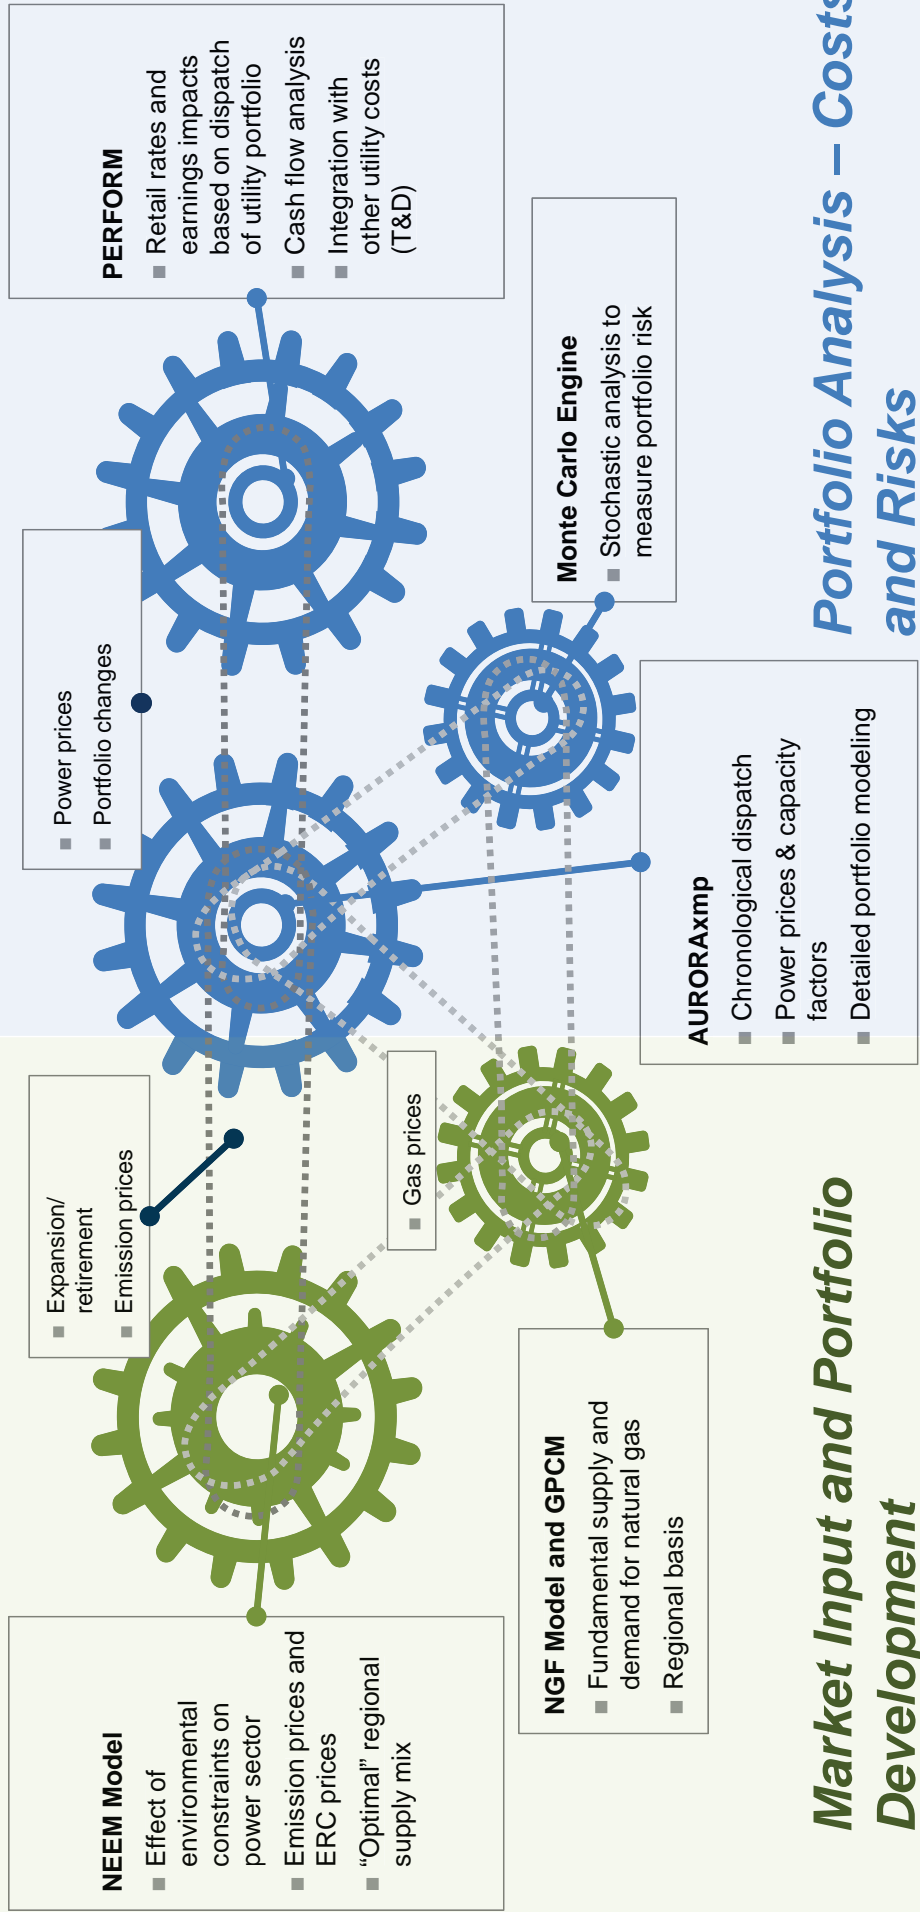 NEEM Model
Effect of
environmental
constraints on
power sector
Emission prices and
ERC prices
“Optimal” regional
supply mix
Expansion/
retirement
Emission prices
Power prices
Portfolio changes
PERFORM
Retail rates and
earnings impacts
based on dispatch
of utility portfolio
Cash flow analysis
Integration with
other utility costs
(T&D)
Gas prices
NGF Model and GPCM
Fundamental supply and
demand for natural gas
Regional basis
AURORAxmp
Chronological dispatch
Power prices & capacity
factors
Detailed portfolio modeling
Monte Carlo Engine
Stochastic analysis to
measure portfolio risk
Market Input and Portfolio
Development
Portfolio Analysis – Costs
and Risks